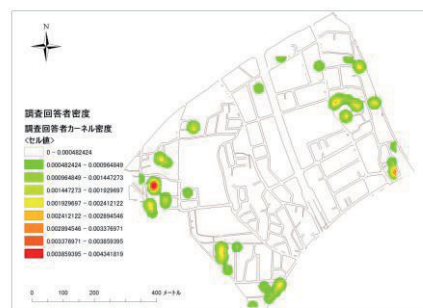 N
調査回答者密度
調査回答者カーネル密度
<セル値>
0 - 0.000482424
0.000482424 - 0.000964849
0.000964849 - 0.001447273
0.001447273 - 0.001929697
0.001929697 - 0.002412122
0.002412122 - 0.002894546
0.002894546 - 0.003376971
0.003376971 - 0.003859395
0.003859395 - 0.004341819
0 100 200 400 メートル